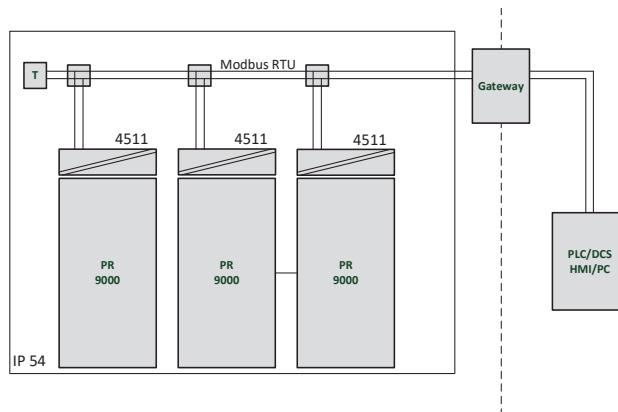 Modbus RTU
T
Gateway
4511
4511
4511
PR
9000
PR
9000
PR
9000
PLC/DCS
HMI/PC
IP 54